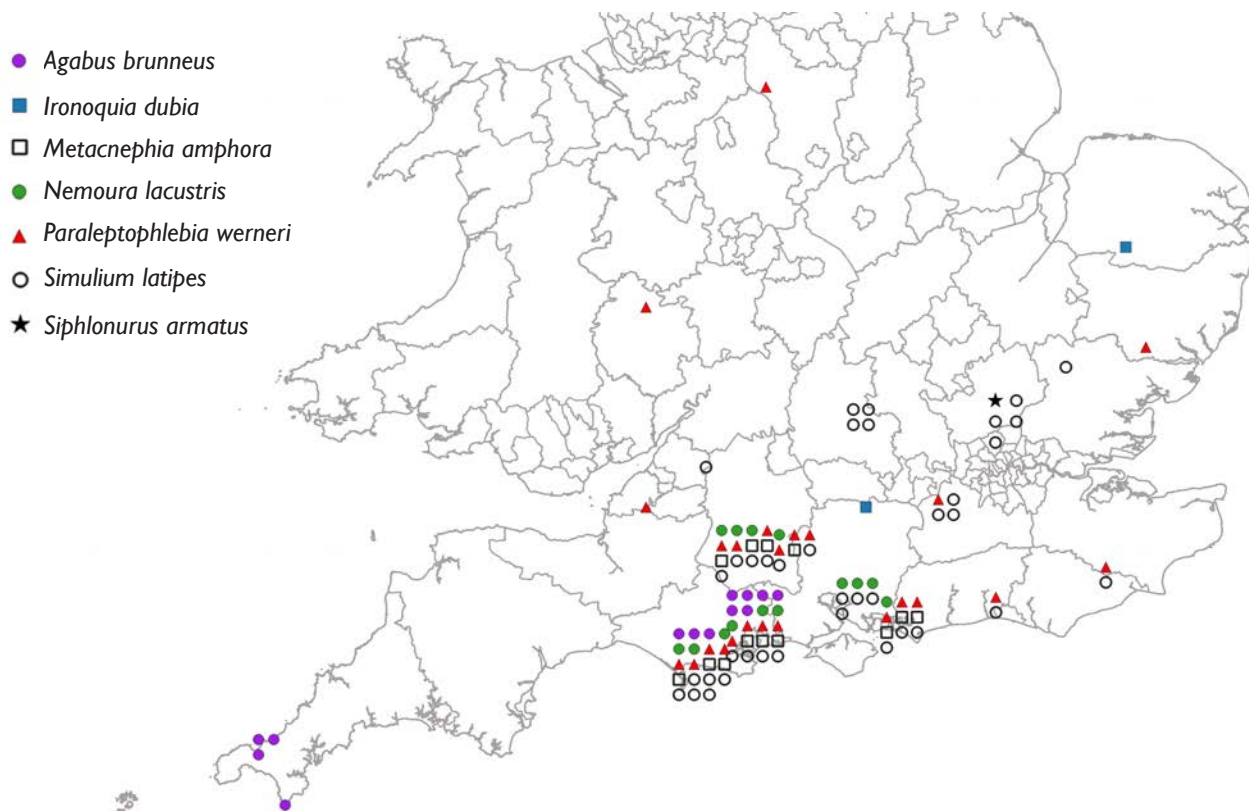 Agabus brunneus
Ironoquia dubia
Metacnephia amphora
Nemoura lacustris
Paraleptophlebia werneri
Simulium latipes
Siphlonurus armatus